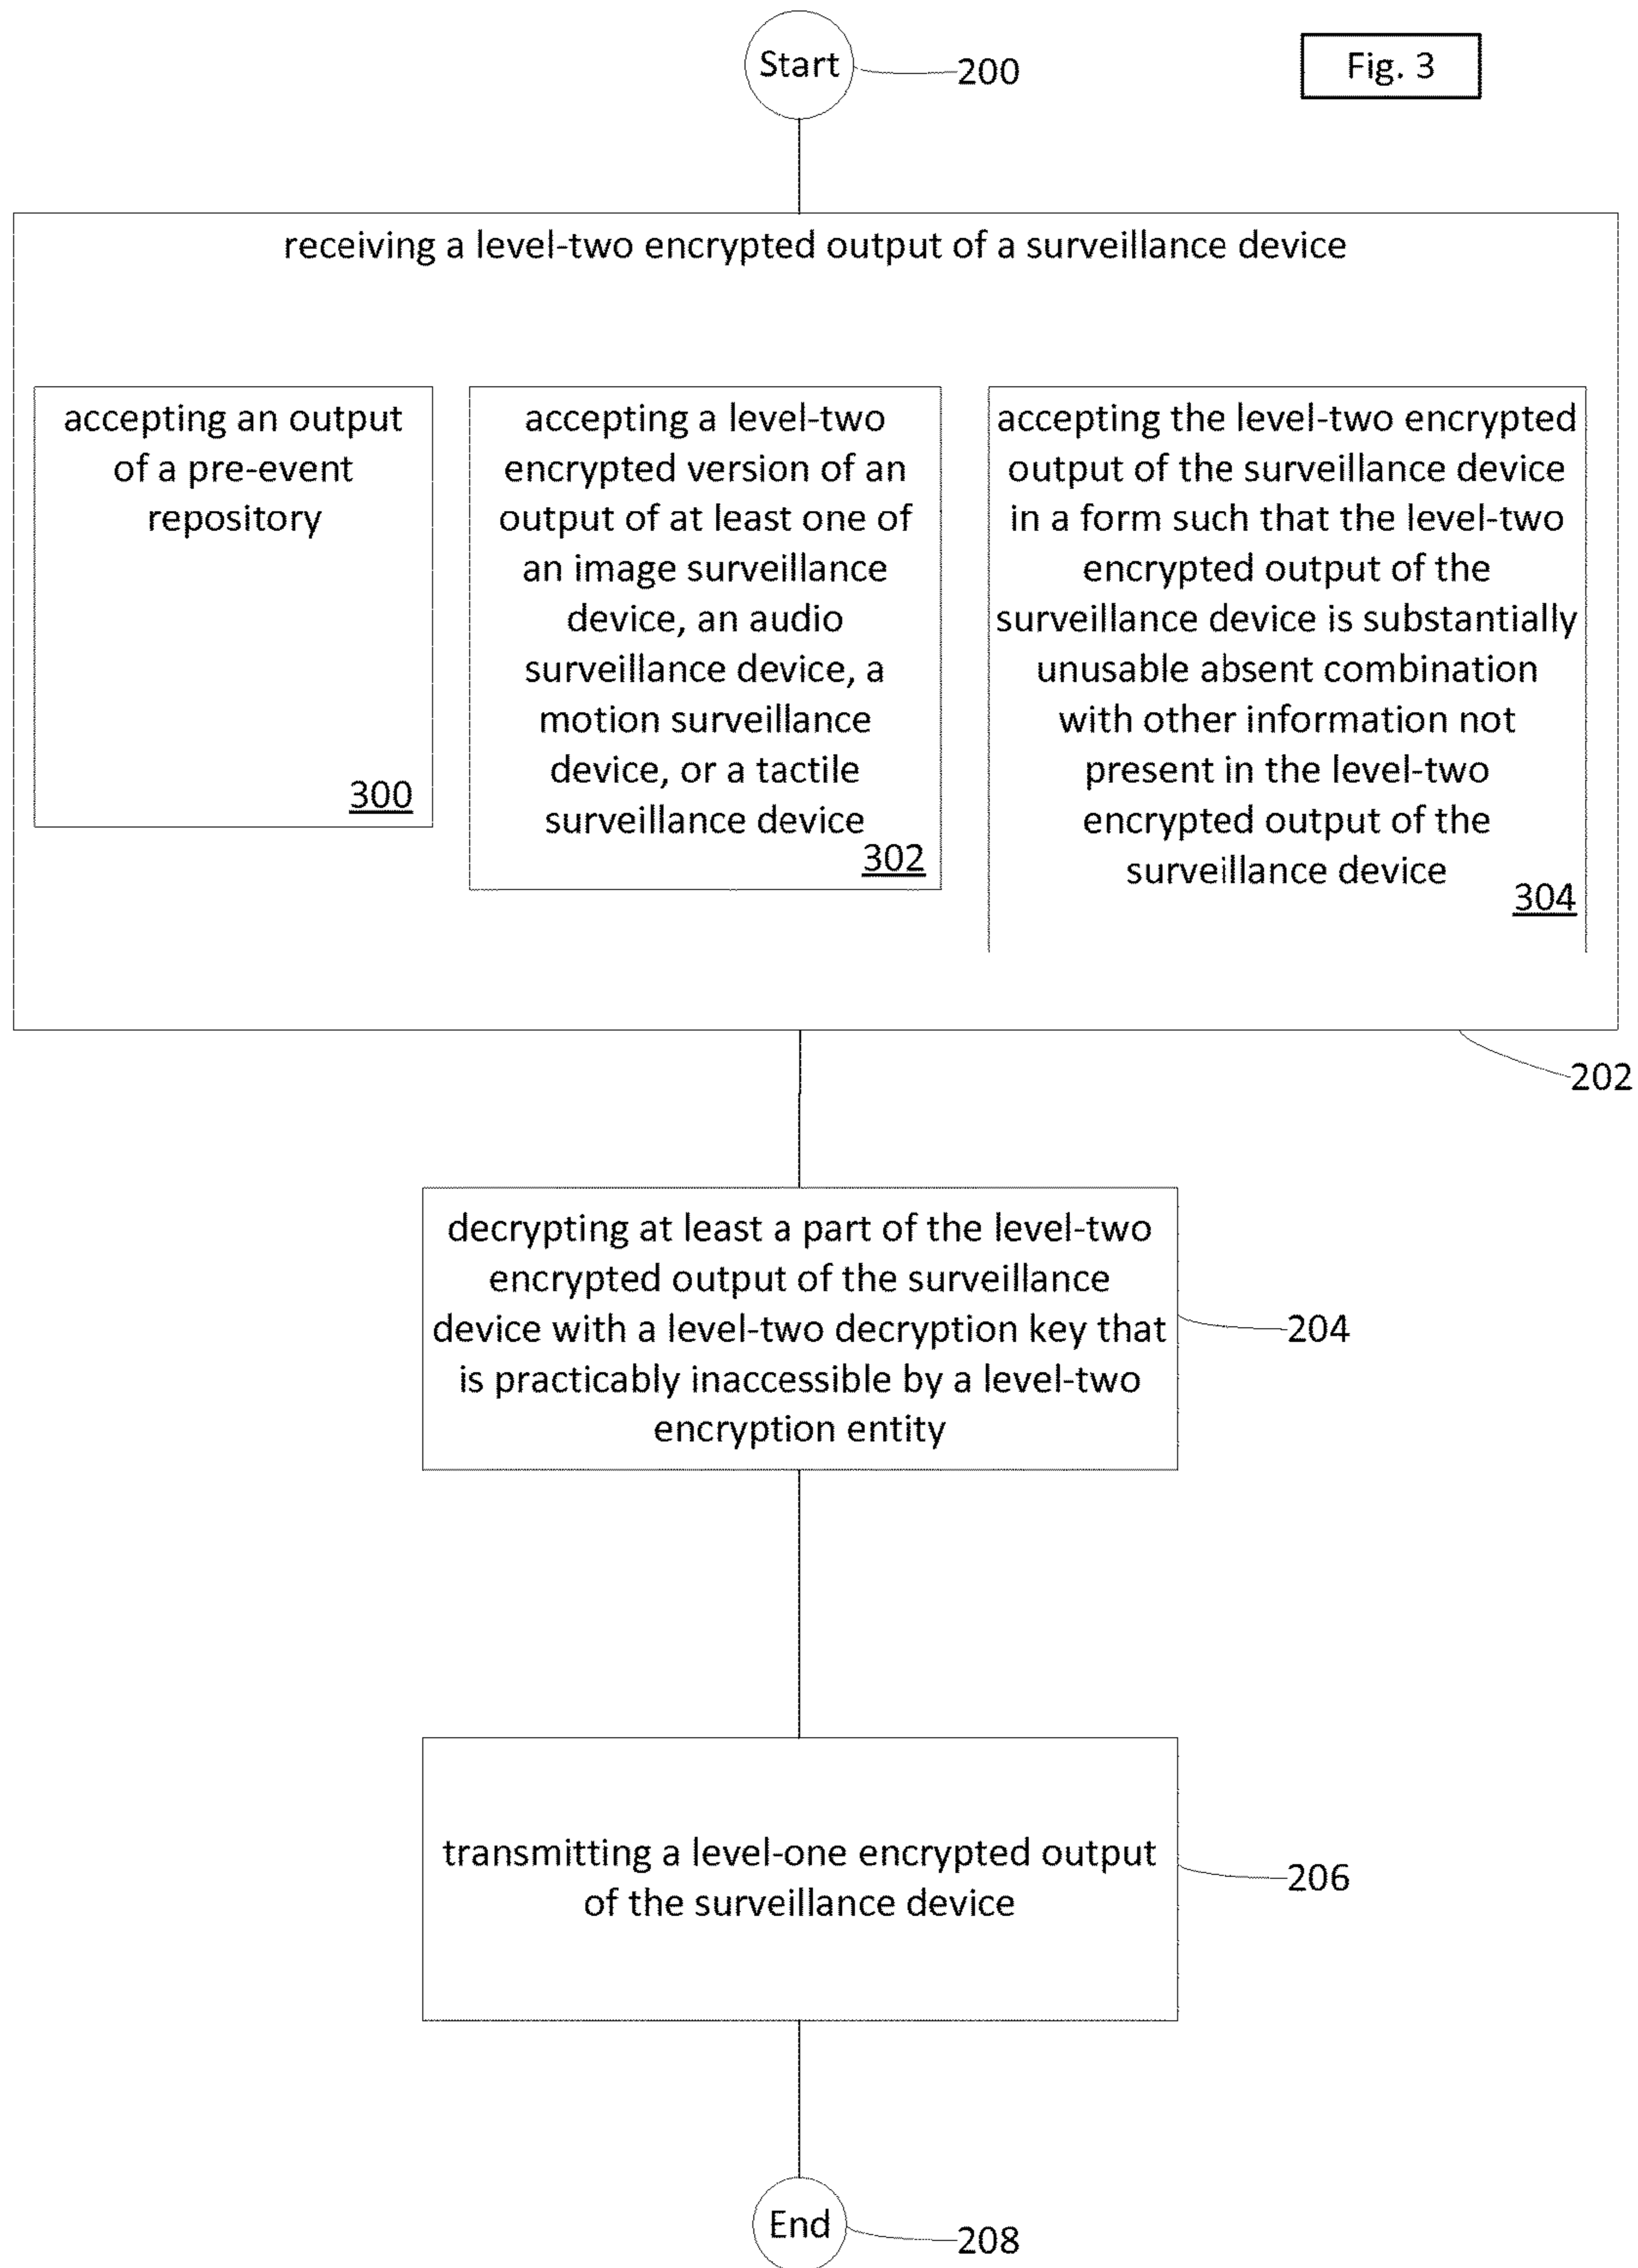 Start
200
Fig. 3
receiving a level-two encrypted output of a surveillance device
accepting an output
of a pre-event
repository
300
accepting a level-two
encrypted version of an
output of at least one of
an image surveillance
device, an audio
surveillance device, a
motion surveillance
device, or a tactile
surveillance device
302
accepting the level-two encrypted
output of the surveillance device
in a form such that the level-two
encrypted output of the
surveillance device is substantially
unusable absent combination
with other information not
present in the level-two
encrypted output of the
surveillance device
304
202
decrypting at least a part of the level-two
encrypted output of the surveillance
device with a level-two decryption key that
is practicably inaccessible by a level-two
encryption entity
204
transmitting a level-one encrypted output
of the surveillance device
206
End
208